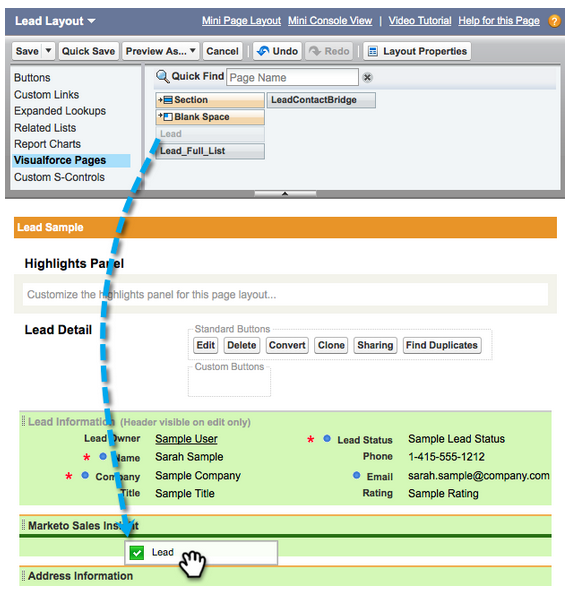 Lead Layout Mini Page Layout Mini Console View | Video Tutorial Help for this Page ?
Save Quick Save Preview As... Cancel Undo Redo Layout Properties
Buttons
Custom Links
Expanded Lookups
Related Lists
Report Charts
Visualforce Pages
Custom S-Controls
Quick Find Page Name
Section LeadContactBridge
Blank Space
Lead
Lead_Full_List
Lead Sample
Highlights Panel
Customize the highlights panel for this page layout...
Lead Detail
Standard Buttons
Edit Delete Convert Clone Sharing Find Duplicates
Custom Buttons
Lead Information (Header visible on edit only)
Lead Owner Sample User * Lead Status Sample Lead Status
* Name Sarah Sample Phone 1-415-555-1212
* Company Sample Company Email sarah.sample@company.com
Title Sample Title Rating Sample Rating
Marketo Sales Insight
Lead
Address Information